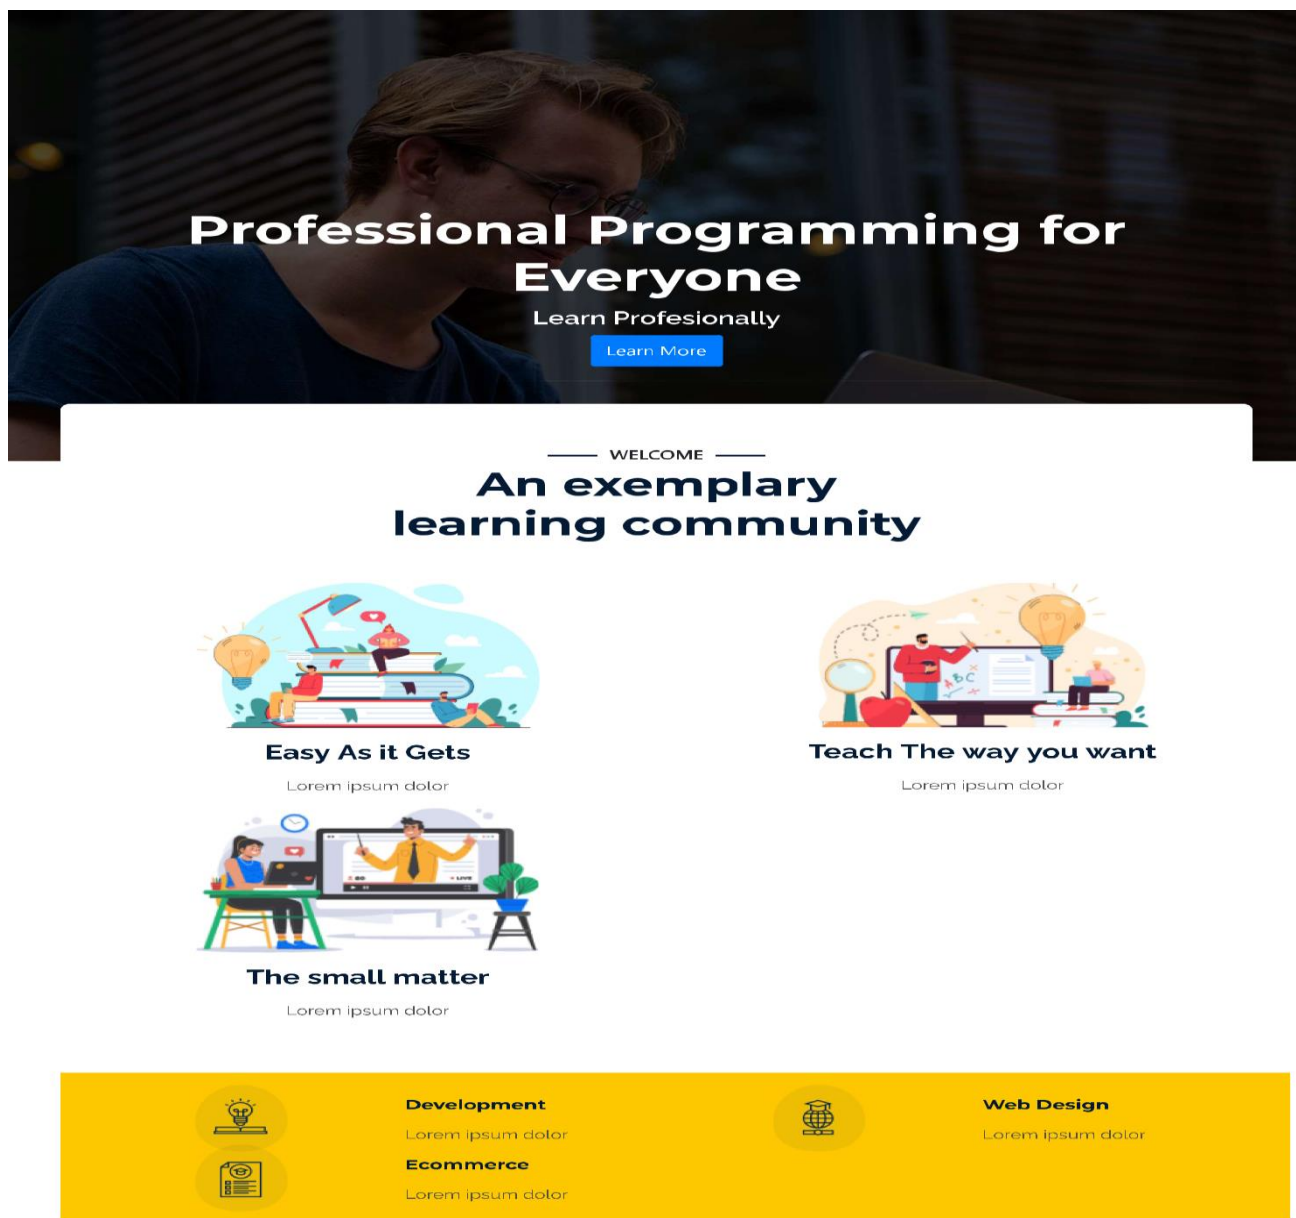 Professional Programming for
Everyone
Learn Profesionally
Learn More
WELCOME
An exemplary
learning community
ABC
Easy As it Gets
Lorem ipsum dolor
Teach The way you want
Lorem ipsum dolor
LIVE
The small matter
Lorem ipsum dolor
Development
Lorem ipsum dolor
Web Design
Lorem ipsum dolor
Ecommerce
Lorem ipsum dolor